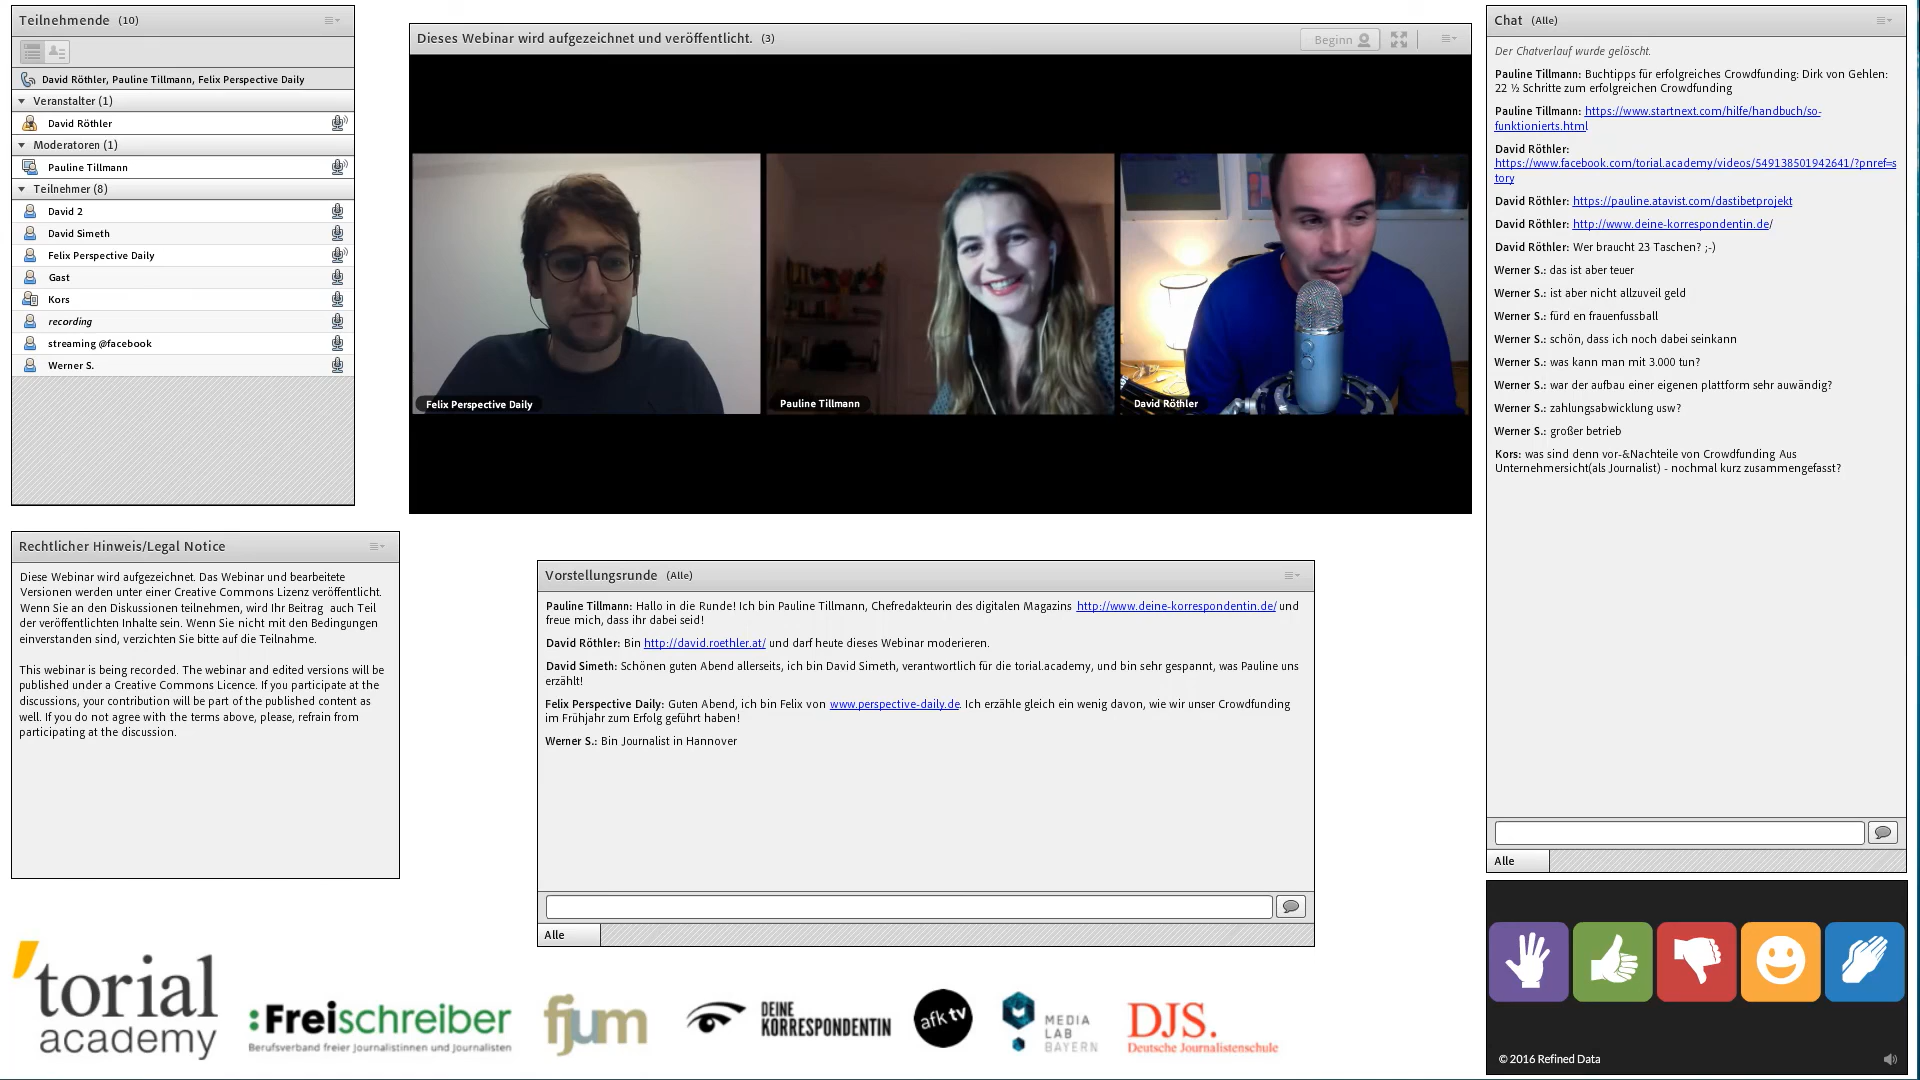 Teilnehmende (10)
David Röthler, Pauline Tillmann, Felix Perspective Daily
Veranstalter (1)
David Röthler
Moderatoren (1)
Pauline Tillmann
Teilnehmer (8)
David 2
David Simeth
Felix Perspective Daily
Gast
Kors
recording
streaming @facebook
Werner S.
Dieses Webinar wird aufgezeichnet und veröffentlicht. (3)
Beginn
Felix Perspective Daily
Pauline Tillmann
David Röthler
Chat (Alle)
Der Chatverlauf wurde gelöscht.
Pauline Tillmann: Buchtipps für erfolgreiches Crowdfunding: Dirk von Gehlen:
22 ½ Schritte zum erfolgreichen Crowdfunding
Pauline Tillmann: https://www.startnext.com/hilfe/handbuch/so-
funktionierts.html
David Röthler:
https://www.facebook.com/torial.academy/videos/549138501942641/?pnref=s
tory
David Röthler: https://pauline.atavist.com/dastibetprojekt
David Röthler: http://www.deine-korrespondentin.de/
David Röthler: Wer braucht 23 Taschen? ;-)
Werner S.: das ist aber teuer
Werner S.: ist aber nicht allzuveil geld
Werner S.: fürd en frauenfussball
Werner S.: schön, dass ich noch dabei seinkann
Werner S.: was kann man mit 3.000 tun?
Werner S.: war der aufbau einer eigenen plattform sehr auwändig?
Werner S.: zahlungsabwicklung usw?
Werner S.: großer betrieb
Kors: was sind denn vor-&Nachteile von Crowdfunding Aus
Unternehmersicht(als Journalist) - nochmal kurz zusammengefasst?
Alle
Rechtlicher Hinweis/Legal Notice
Diese Webinar wird aufgezeichnet. Das Webinar und bearbeitete
Versionen werden unter einer Creative Commons Lizenz veröffentlicht.
Wenn Sie an den Diskussionen teilnehmen, wird Ihr Beitrag auch Teil
der veröffentlichten Inhalte sein. Wenn Sie nicht mit den Bedingungen
einverstanden sind, verzichten Sie bitte auf die Teilnahme.
This webinar is being recorded. The webinar and edited versions will be
published under a Creative Commons Licence. If you participate at the
discussions, your contribution will be part of the published content as
well. If you do not agree with the terms above, please, refrain from
participating at the discussion.
Vorstellungsrunde (Alle)
Pauline Tillmann: Hallo in die Runde! Ich bin Pauline Tillmann, Chefredakteurin des digitalen Magazins http://www.deine-korrespondentin.de/ und
freue mich, dass ihr dabei seid!
David Röthler: Bin http://david.roethler.at/ und darf heute dieses Webinar moderieren.
David Simeth: Schönen guten Abend allerseits, ich bin David Simeth, verantwortlich für die torial.academy, und bin sehr gespannt, was Pauline uns
erzählt!
Felix Perspective Daily: Guten Abend, ich bin Felix von www.perspective-daily.de. Ich erzähle gleich ein wenig davon, wie wir unser Crowdfunding
im Frühjahr zum Erfolg geführt haben!
Werner S.: Bin Journalist in Hannover
Alle
'torial
academy
:Freischreiber
Berufsverband freier Journalistinnen und Journalisten
fjum
DEINE
KORRESPONDENTIN
afk tv
MEDIA
LAB
BAYERN
DJS.
Deutsche Journalistenschule
© 2016 Refined Data